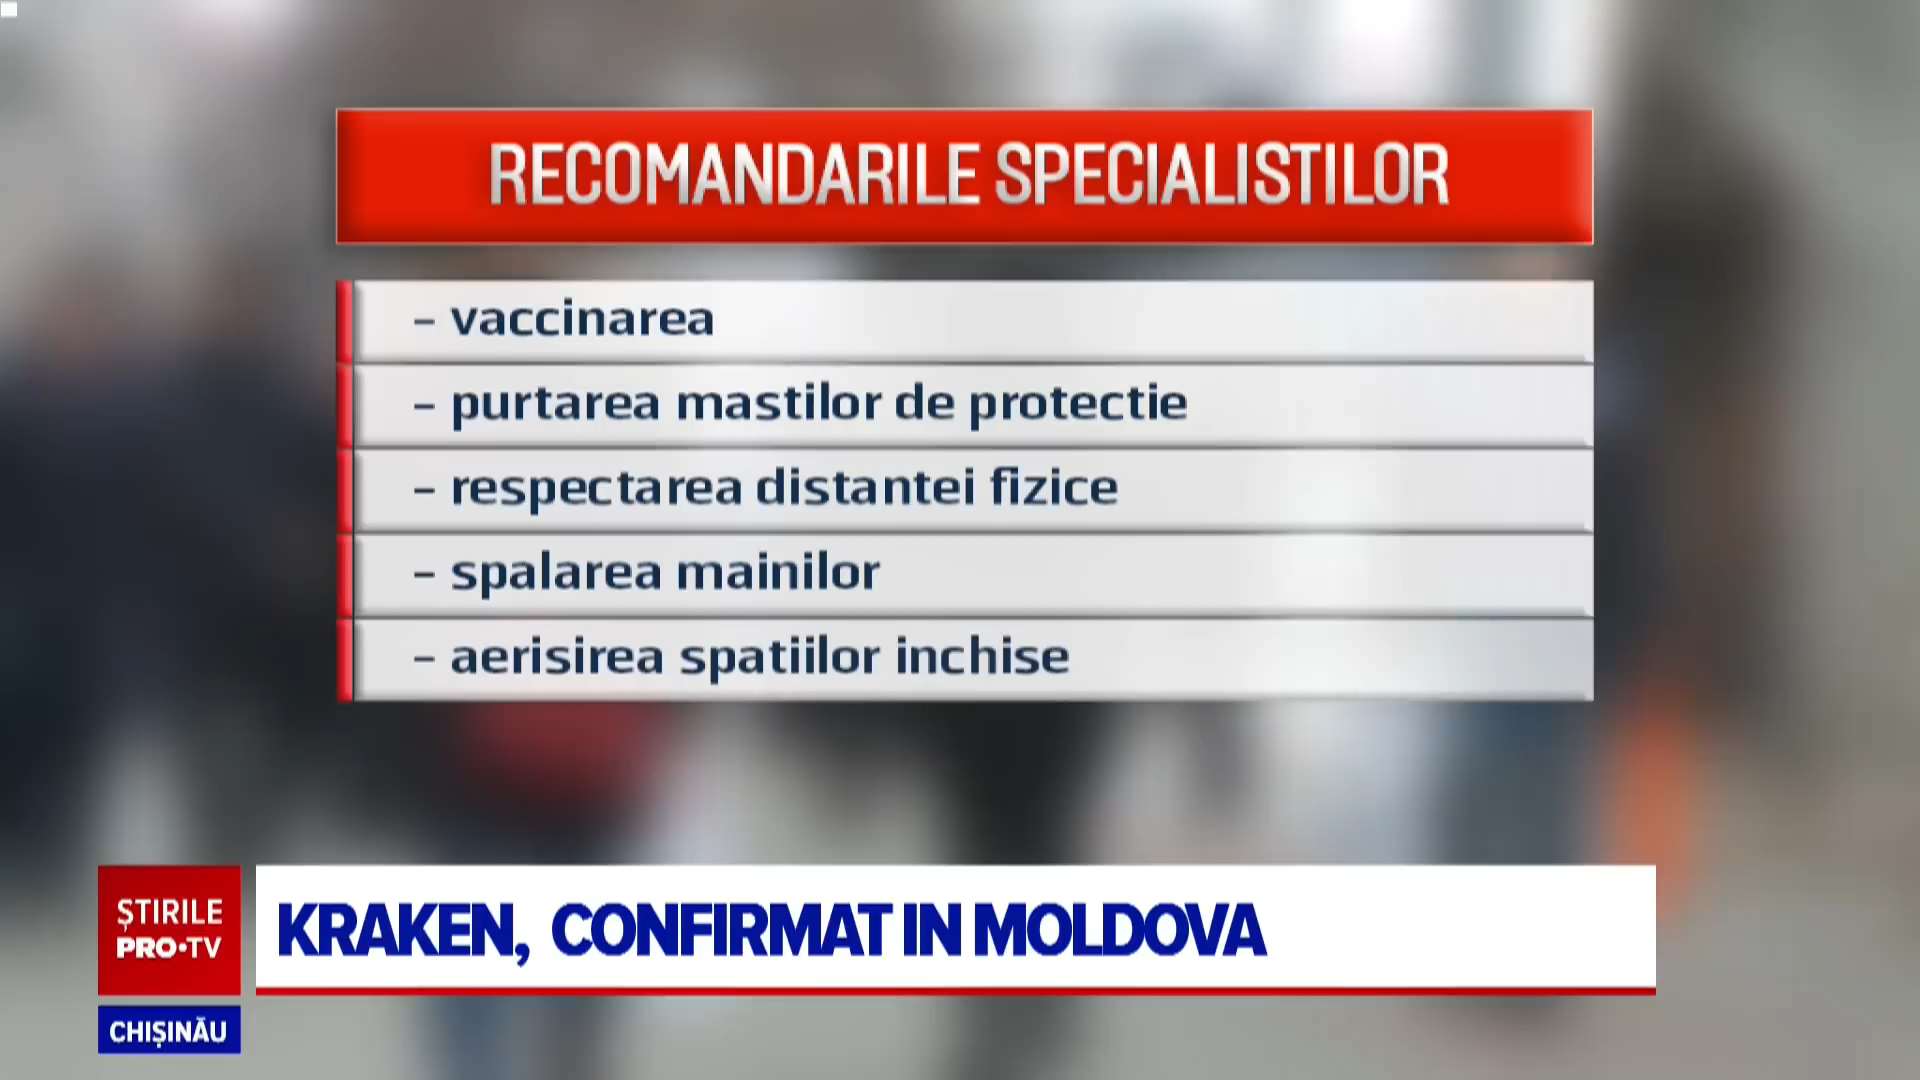 RECOMANDARILE SPECIALISTILOR
– vaccinarea
– purtarea mastilor de protectie
– respectarea distantei fizice
– spalarea mainilor
– aerisirea spatiilor inchise
ȘTIRILE
PRO•TV
KRAKEN, CONFIRMAT IN MOLDOVA
CHIȘINĂU